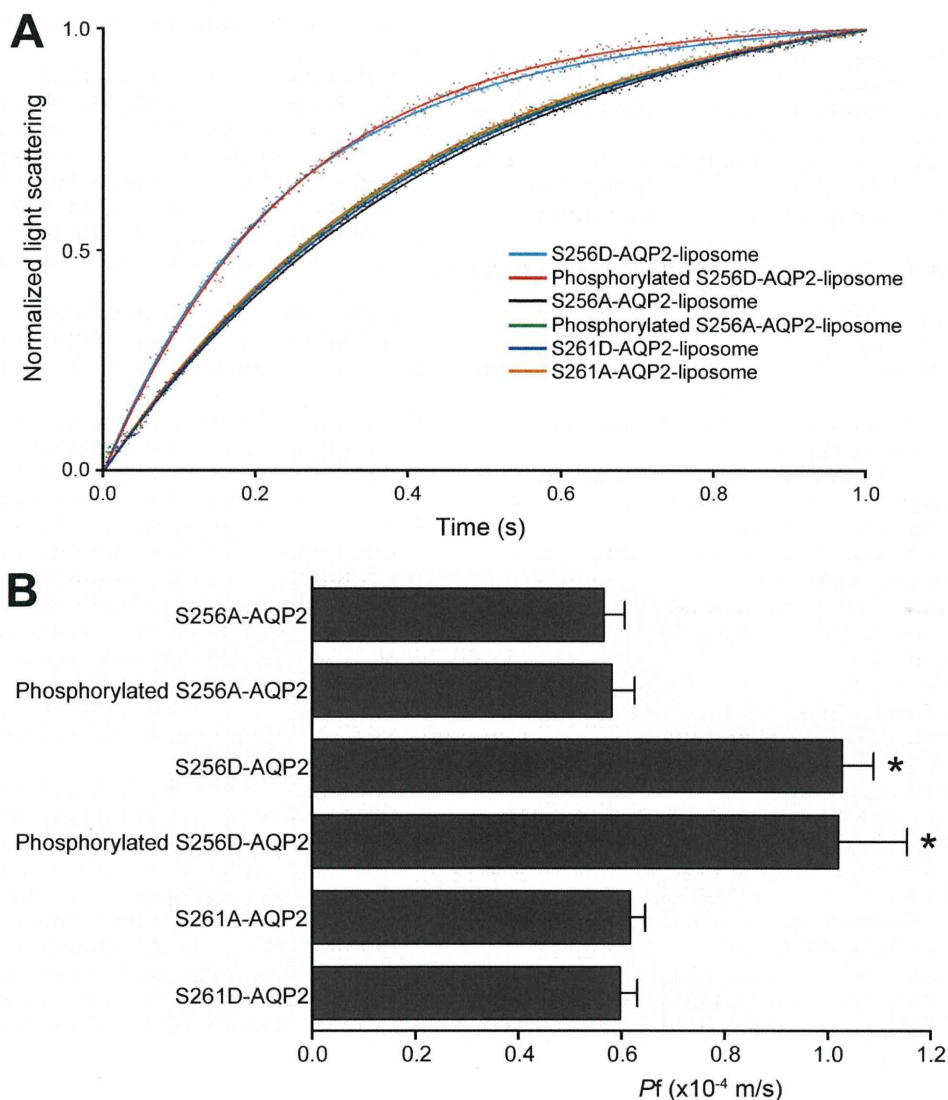 A
Normalized light scattering
1.0
0.5
0.0
0.0 0.2 0.4 0.6 0.8 1.0
Time (s)
S256D-AQP2-liposome
Phosphorylated S256D-AQP2-liposome
S256A-AQP2-liposome
Phosphorylated S256A-AQP2-liposome
S261D-AQP2-liposome
S261A-AQP2-liposome
B
S256A-AQP2
Phosphorylated S256A-AQP2
S256D-AQP2 *
Phosphorylated S256D-AQP2 *
S261A-AQP2
S261D-AQP2
0.0 0.2 0.4 0.6 0.8 1.0 1.2
Pf (x10⁻⁴ m/s)